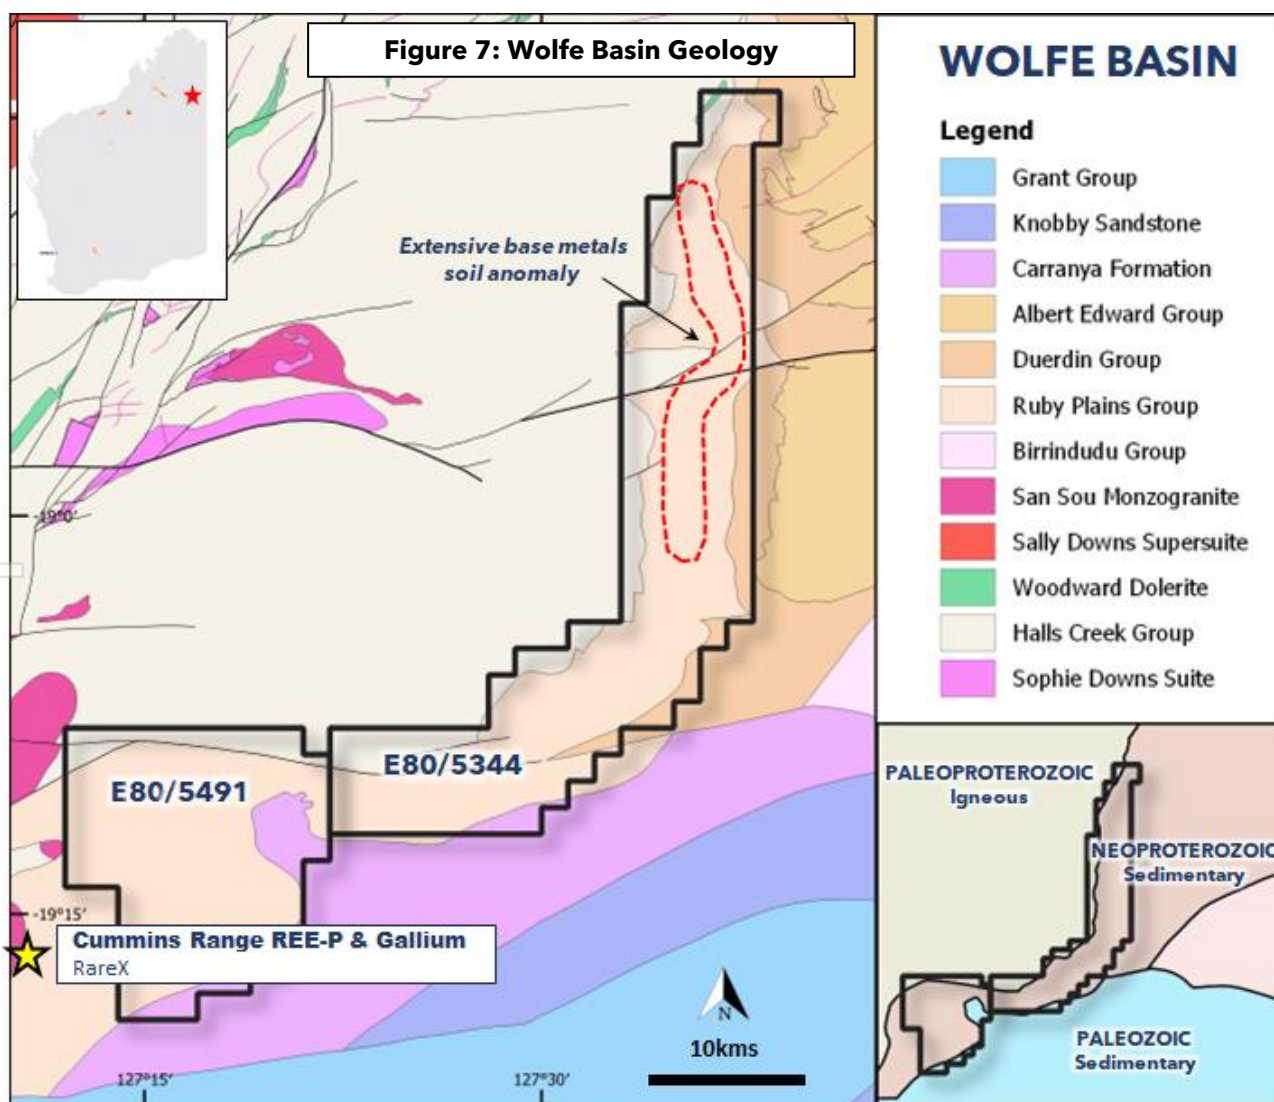 Figure 7: Wolfe Basin Geology
Extensive base metals
soil anomaly
-19°0'
E80/5491
E80/5344
-19°15'
Cummins Range REE-P & Gallium
RareX
N
10kms
127°15'
127°30'
WOLFE BASIN
Legend
Grant Group
Knobby Sandstone
Carranya Formation
Albert Edward Group
Duerdin Group
Ruby Plains Group
Birrindudu Group
San Sou Monzogranite
Sally Downs Supersuite
Woodward Dolerite
Halls Creek Group
Sophie Downs Suite
PALEOPROTEROZOIC
Igneous
NEOPROTEROZOIC
Sedimentary
PALEOZOIC
Sedimentary